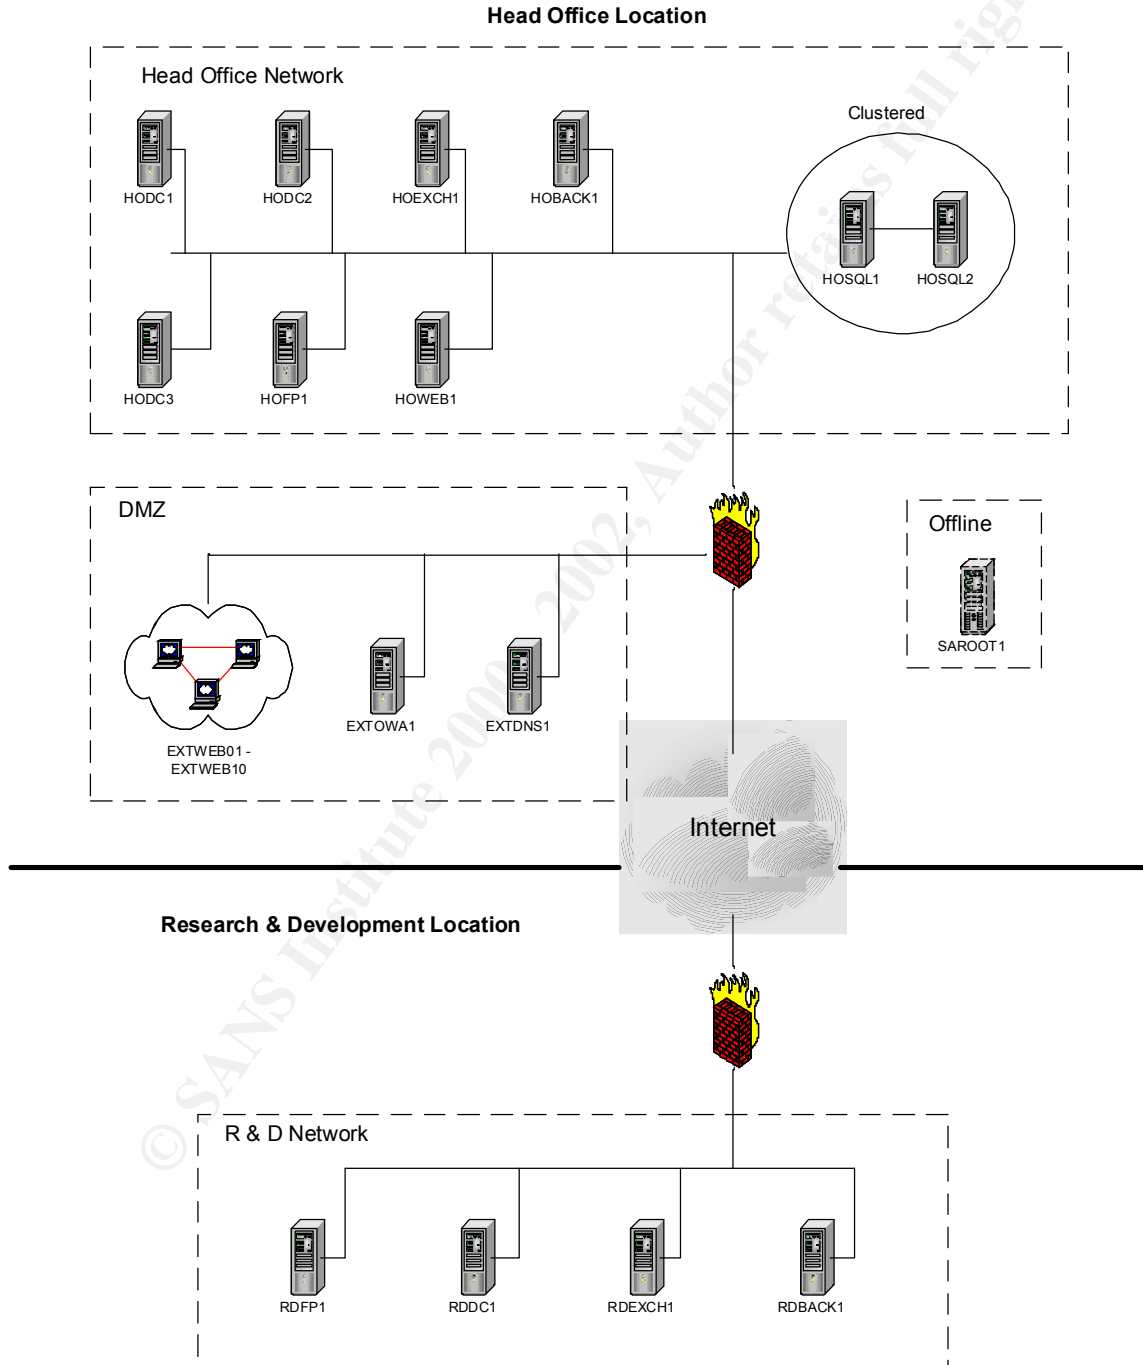 Head Office Location
Head Office Network
Clustered
HODC1
HODC2
HOEXCH1
HOBACK1
HOSQL1
HOSQL2
HODC3
HOFP1
HOWEB1
DMZ
Offline
SAROOT1
EXTOWA1
EXTDNS1
EXTWEB01 -
EXTWEB10
Internet
Research & Development Location
R & D Network
RDFP1
RDDC1
RDEXCH1
RDBACK1
© SANS Institute 2000 - 2002, Author retains full righ